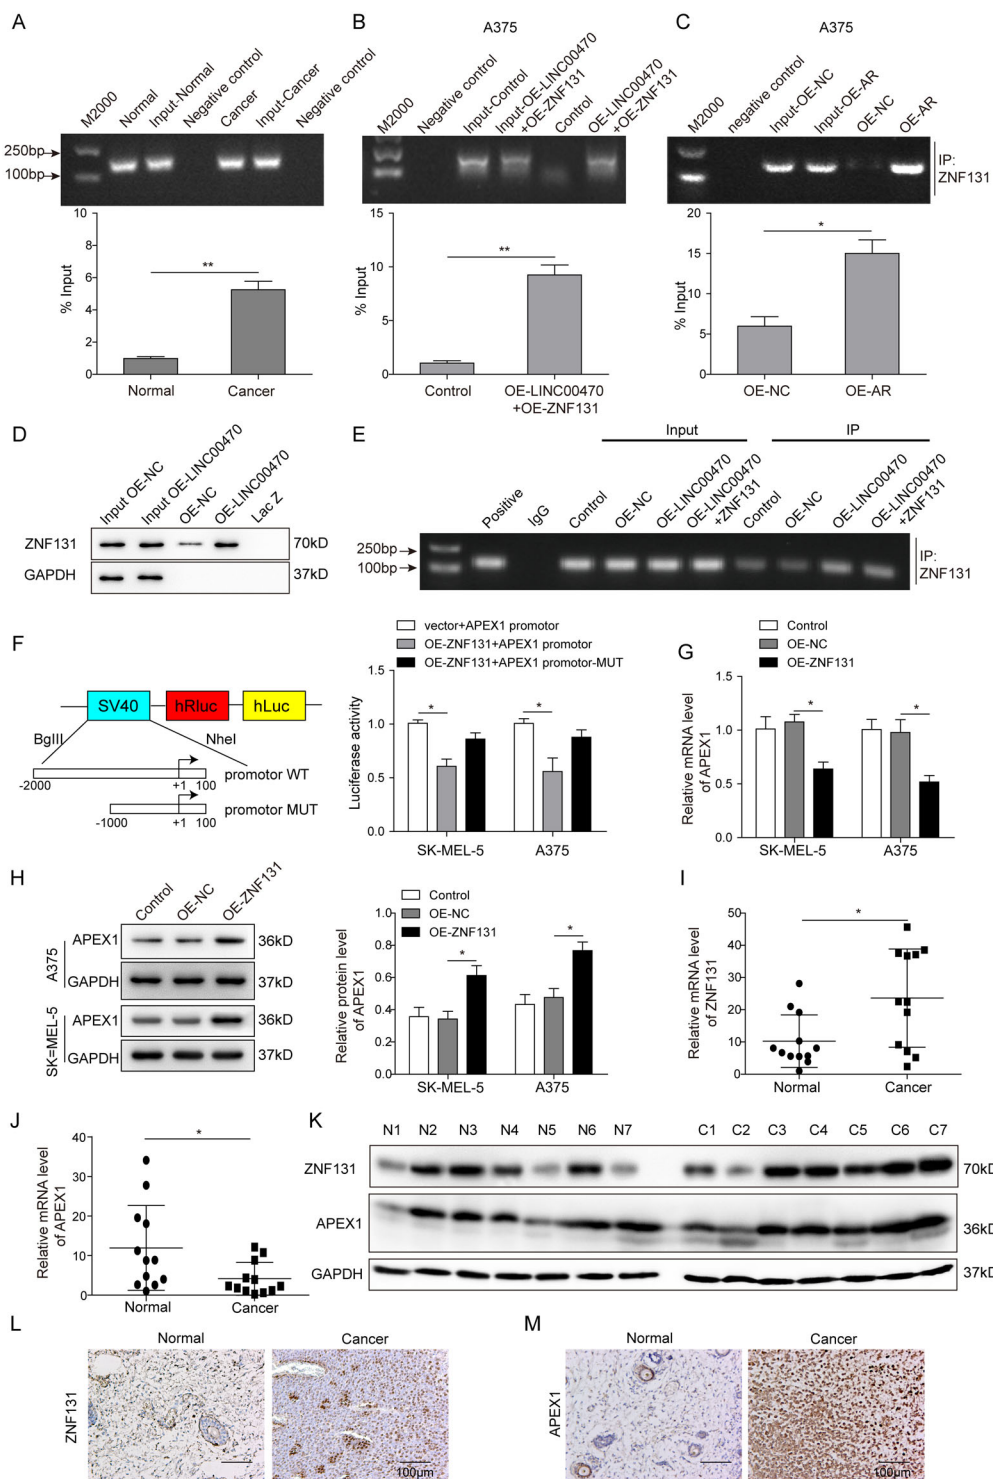 A
M2000
Normal
Input-Normal
Negative control
Cancer
Input-Cancer
Negative control
250bp
100bp
10
8
6
4
2
0
% Input
**
Normal
Cancer
B
A375
M2000
Negative control
Input-Control
Input-OE-LINC00470
+OE-ZNF131
Control
OE-LINC00470
+OE-ZNF131
15
10
5
0
% Input
**
Control
OE-LINC00470
+OE-ZNF131
C
A375
M2000
negative control
Input-OE-NC
Input-OE-AR
OE-NC
OE-AR
IP:
ZNF131
20
15
10
5
0
% Input
*
OE-NC
OE-AR
D
Input OE-NC
Input OE-LINC00470
OE-NC
OE-LINC00470
Lac Z
ZNF131
70kD
GAPDH
37kD
E
Input
IP
Positive
IgG
Control
OE-NC
OE-LINC00470
OE-LINC00470
+ZNF131
Control
OE-NC
OE-LINC00470
OE-LINC00470
+ZNF131
250bp
100bp
IP:
ZNF131
F
SV40
hRluc
hLuc
BglII
NheI
-2000
+1
100
promotor WT
-1000
+1
100
promotor MUT
vector+APEX1 promotor
OE-ZNF131+APEX1 promotor
OE-ZNF131+APEX1 promotor-MUT
Luciferase activity
1.5
1.0
0.5
0.0
*
*
SK-MEL-5
A375
G
Control
OE-NC
OE-ZNF131
Relative mRNA level
of APEX1
1.5
1.0
0.5
0.0
*
*
SK-MEL-5
A375
H
Control
OE-NC
OE-ZNF131
A375
APEX1
36kD
GAPDH
37kD
SK=MEL-5
APEX1
36kD
GAPDH
37kD
Control
OE-NC
OE-ZNF131
Relative protein level
of APEX1
1.0
0.8
0.6
0.4
0.2
0.0
*
*
SK-MEL-5
A375
I
Relative mRNA level
of ZNF131
50
40
30
20
10
0
*
Normal
Cancer
J
Relative mRNA level
of APEX1
40
30
20
10
0
*
Normal
Cancer
K
N1 N2 N3 N4 N5 N6 N7 C1 C2 C3 C4 C5 C6 C7
ZNF131
70kD
APEX1
36kD
GAPDH
37kD
L
Normal
Cancer
ZNF131
100μm
M
Normal
Cancer
APEX1
100μm